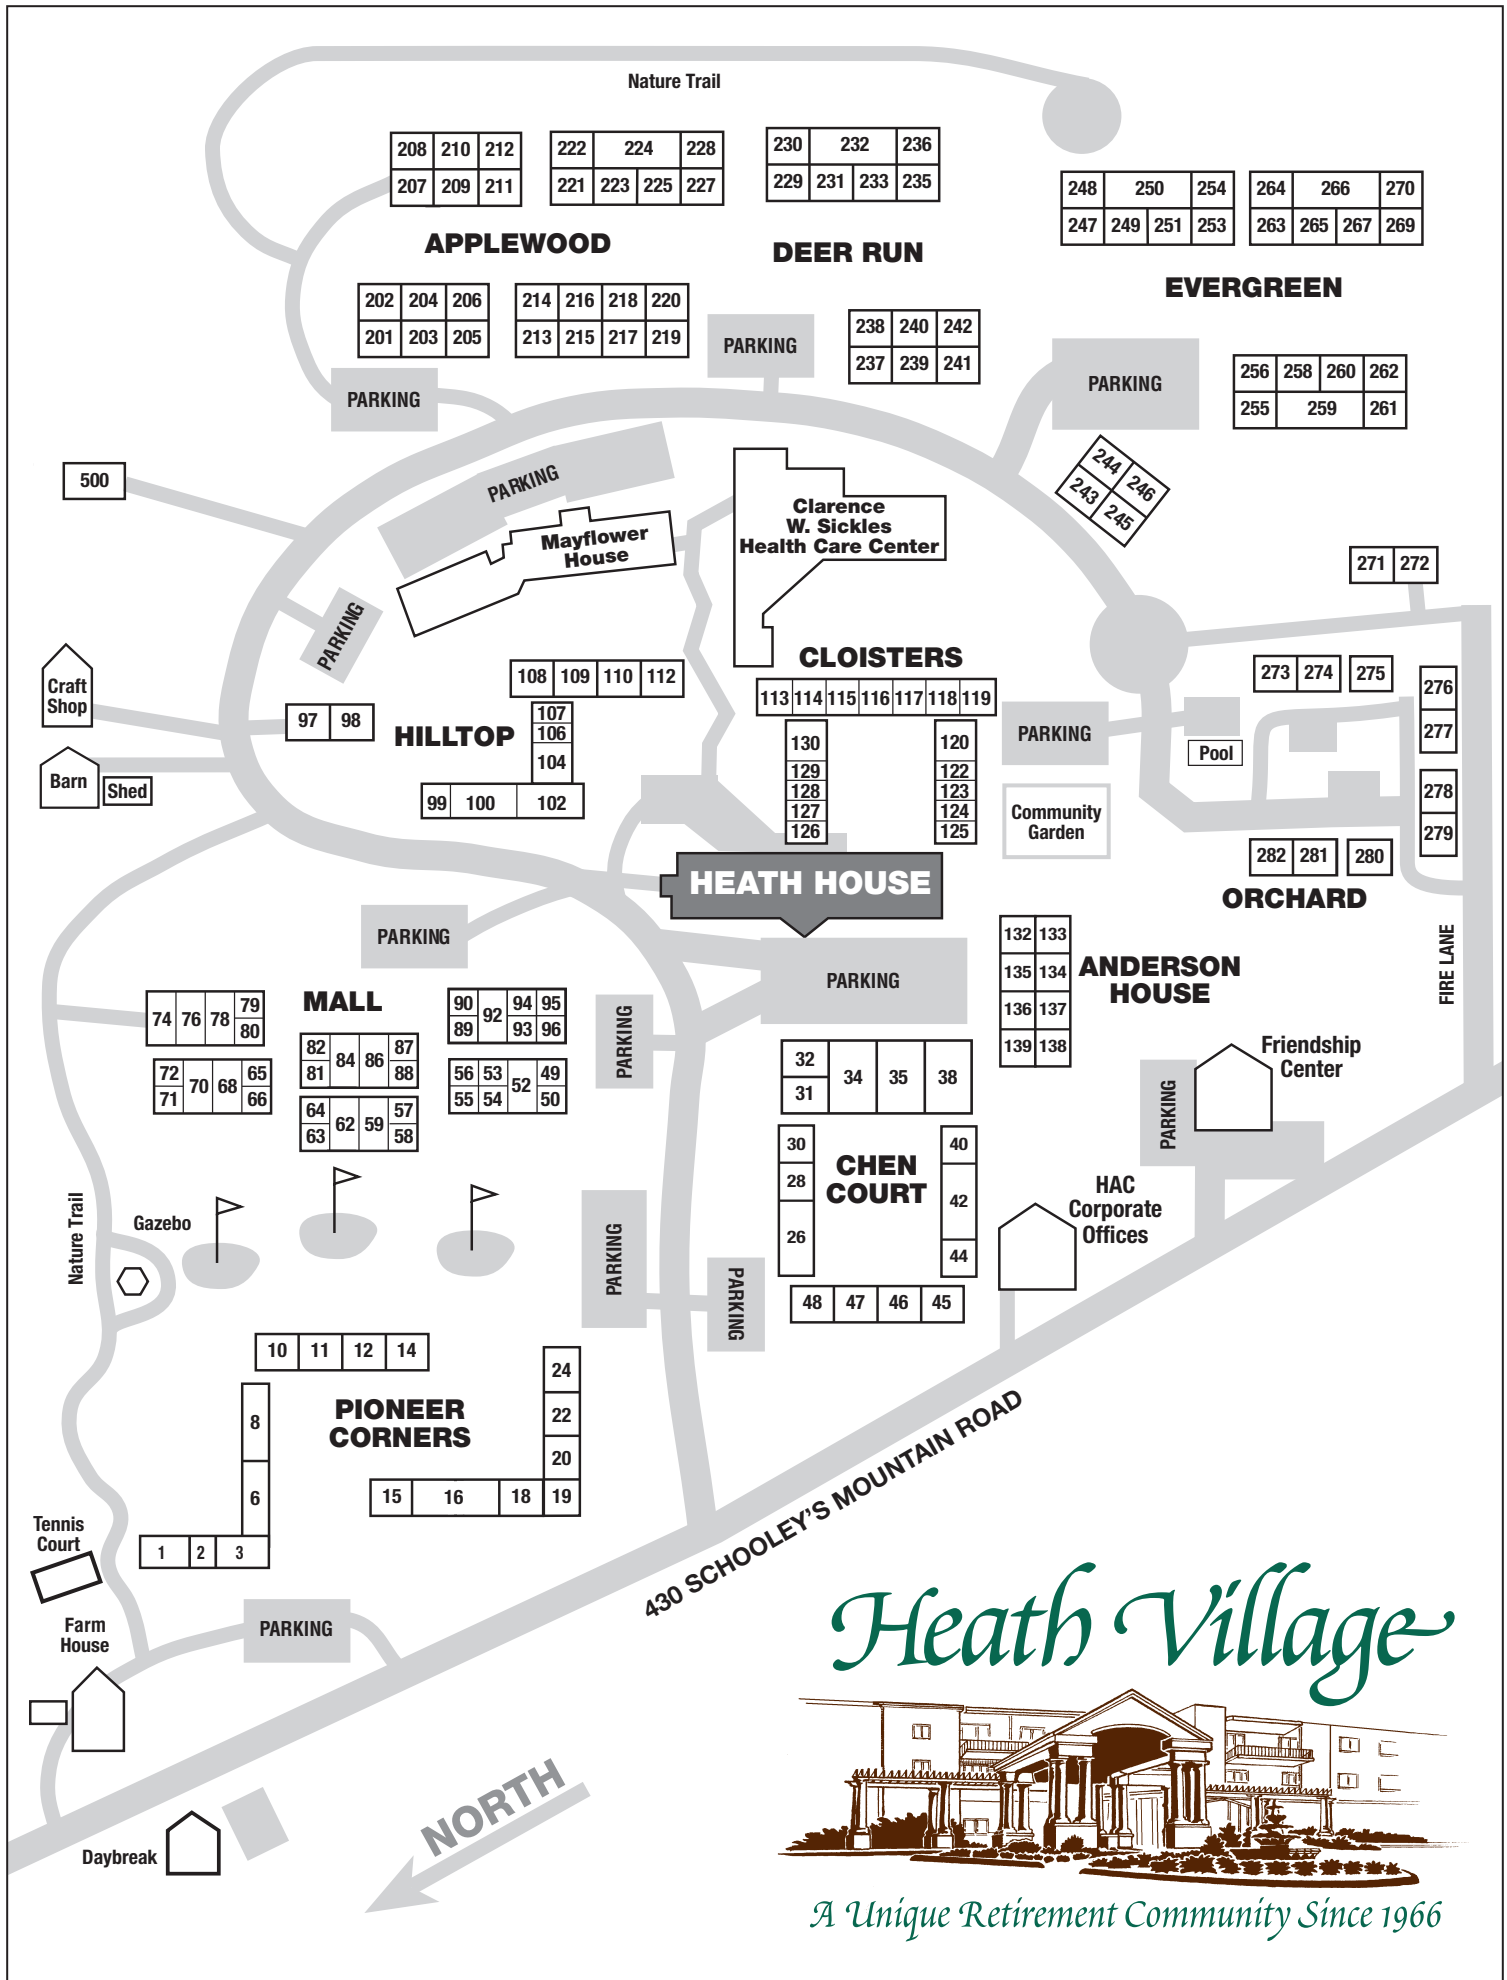 Nature Trail
208 210 212
207 209 211
222 224 228
221 223 225 227
230 232 236
229 231 233 235
248 250 254
247 249 251 253
264 266 270
263 265 267 269
APPLEWOOD
DEER RUN
EVERGREEN
202 204 206
201 203 205
214 216 218 220
213 215 217 219
PARKING
238 240 242
237 239 241
PARKING
256 258 260 262
255 259 261
PARKING
244 246
243 245
500
PARKING
Mayflower
House
Clarence
W. Sickles
Health Care Center
271 272
PARKING
Craft
Shop
97 98
Barn
Shed
HILLTOP
108 109 110 112
107
106
104
99 100 102
CLOISTERS
113 114 115 116 117 118 119
130
129
128
127
126
120
122
123
124
125
PARKING
Pool
Community
Garden
273 274 275
276
277
278
279
282 281 280
ORCHARD
FIRE LANE
HEATH HOUSE
PARKING
PARKING
PARKING
132 133
135 134
136 137
139 138
ANDERSON
HOUSE
MALL
74 76 78 79
80
72 70 68 65
71 66
82 84 86 87
81 88
64 62 59 57
63 58
90 92 94 95
89 93 96
56 53 52 49
55 54 50
32 34 35 38
31
30
28
26
CHEN
COURT
40
42
44
48 47 46 45
Friendship
Center
PARKING
HAC
Corporate
Offices
Nature Trail
Gazebo
PARKING
PARKING
10 11 12 14
8
6
1 2 3
PIONEER
CORNERS
24
22
20
15 16 18 19
Tennis
Court
Farm
House
PARKING
430 SCHOOLEY'S MOUNTAIN ROAD
Daybreak
NORTH
Heath Village
A Unique Retirement Community Since 1966